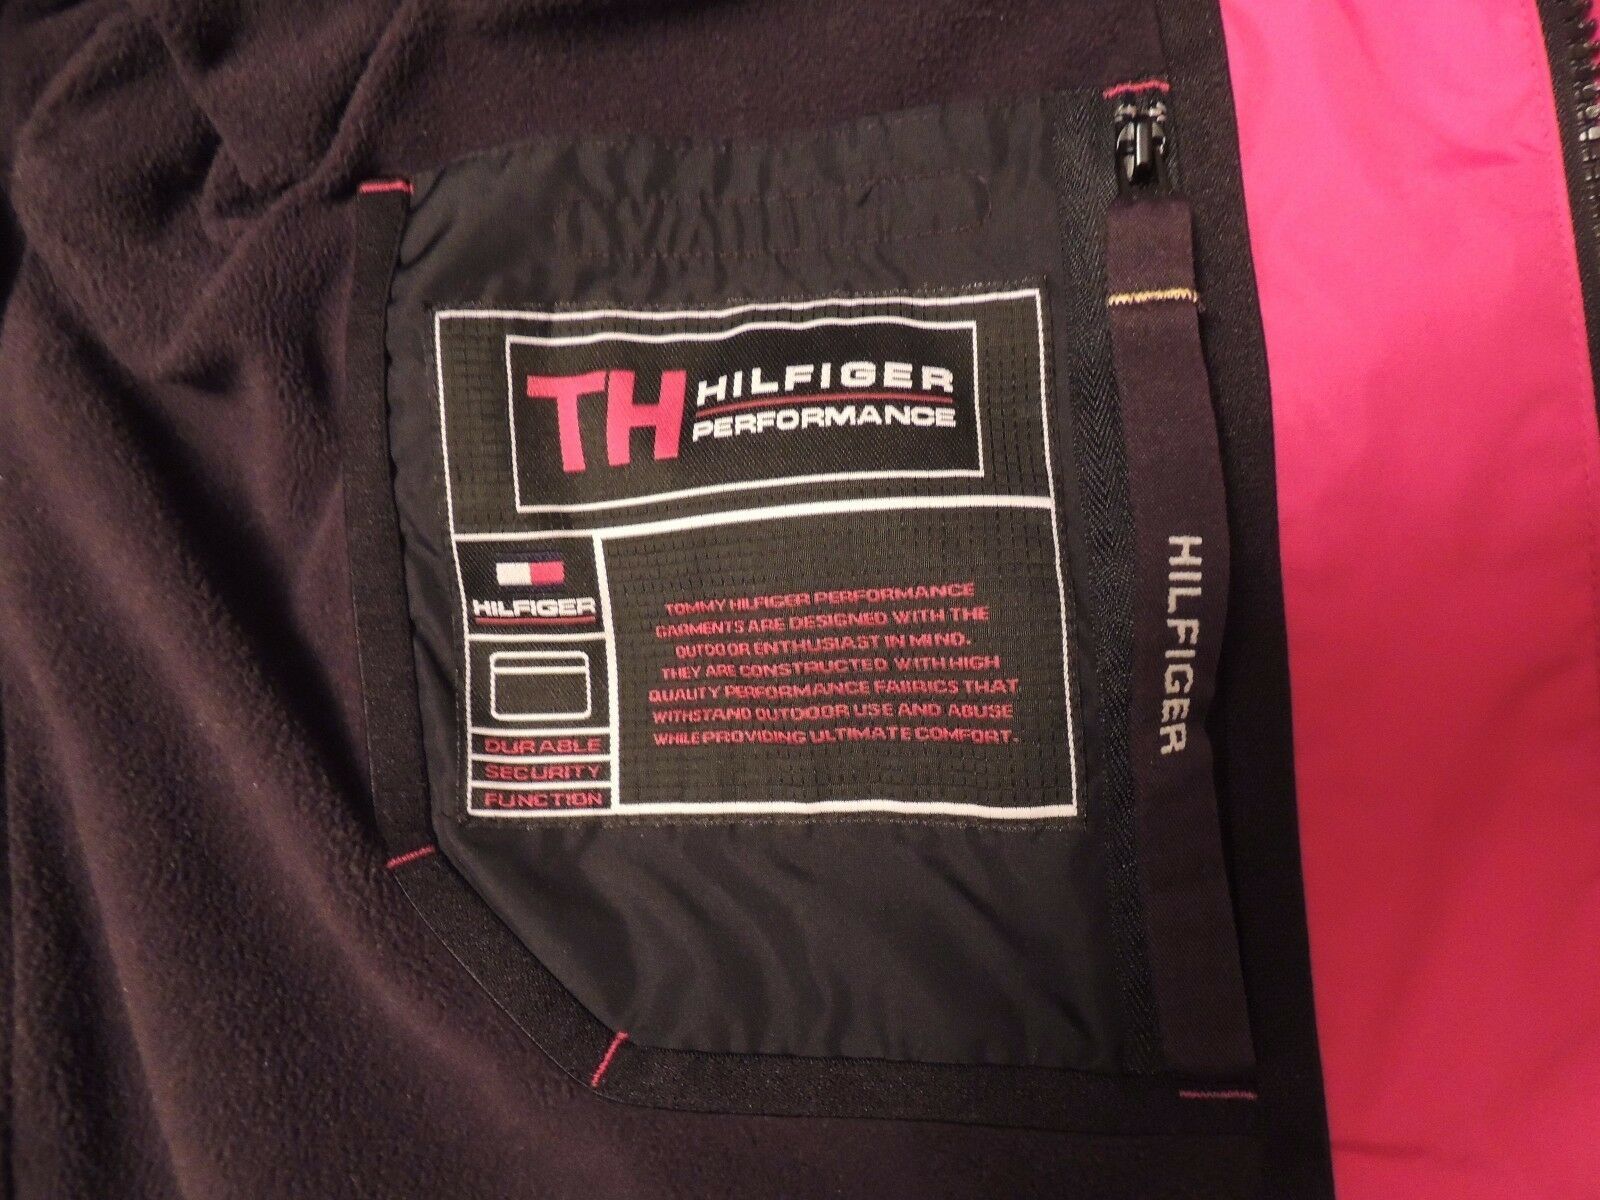 TH HILFIGER
PERFORMANCE
HILFIGER
DURABLE
SECURITY
FUNCTION
TOMMY HILFIGER PERFORMANCE
GARMENTS ARE DESIGNED WITH THE
OUTDOOR ENTHUSIAST IN MIND.
THEY ARE CONSTRUCTED WITH HIGH
QUALITY PERFORMANCE FABRICS THAT
WITHSTAND OUTDOOR USE AND ABUSE
WHILE PROVIDING ULTIMATE COMFORT.
HILFIGER